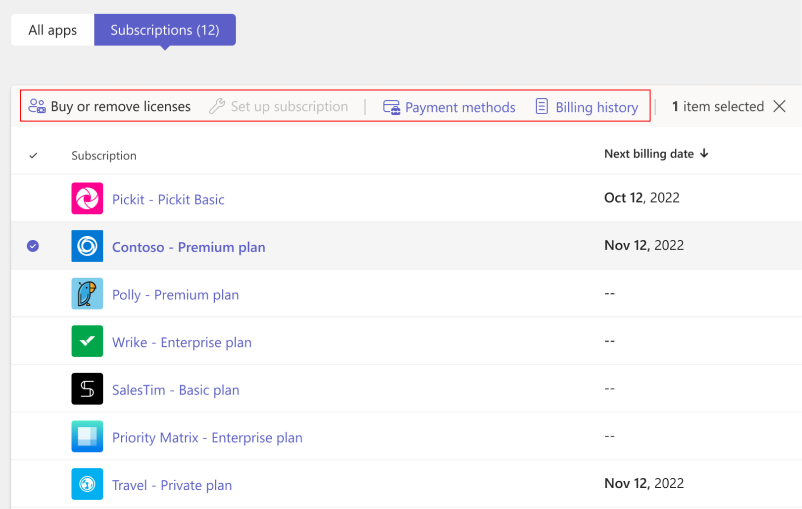 All apps Subscriptions (12)
Buy or remove licenses Set up subscription | Payment methods Billing history | 1 item selected
Subscription Next billing date
Pickit - Pickit Basic Oct 12, 2022
Contoso - Premium plan Nov 12, 2022
Polly - Premium plan --
Wrike - Enterprise plan --
SalesTim - Basic plan --
Priority Matrix - Enterprise plan --
Travel - Private plan Nov 12, 2022